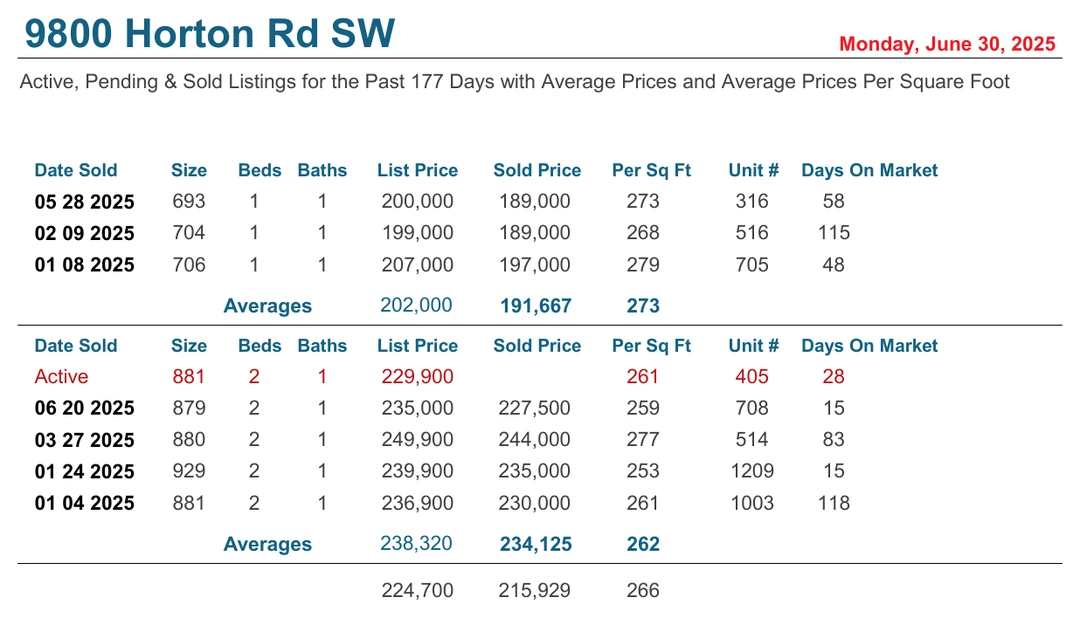 9800 Horton Rd SW
Monday, June 30, 2025
Active, Pending & Sold Listings for the Past 177 Days with Average Prices and Average Prices Per Square Foot
Date Sold Size Beds Baths List Price Sold Price Per Sq Ft Unit # Days On Market
05 28 2025 693 1 1 200,000 189,000 273 316 58
02 09 2025 704 1 1 199,000 189,000 268 516 115
01 08 2025 706 1 1 207,000 197,000 279 705 48
Averages 202,000 191,667 273
Date Sold Size Beds Baths List Price Sold Price Per Sq Ft Unit # Days On Market
Active 881 2 1 229,900 261 405 28
06 20 2025 879 2 1 235,000 227,500 259 708 15
03 27 2025 880 2 1 249,900 244,000 277 514 83
01 24 2025 929 2 1 239,900 235,000 253 1209 15
01 04 2025 881 2 1 236,900 230,000 261 1003 118
Averages 238,320 234,125 262
224,700 215,929 266